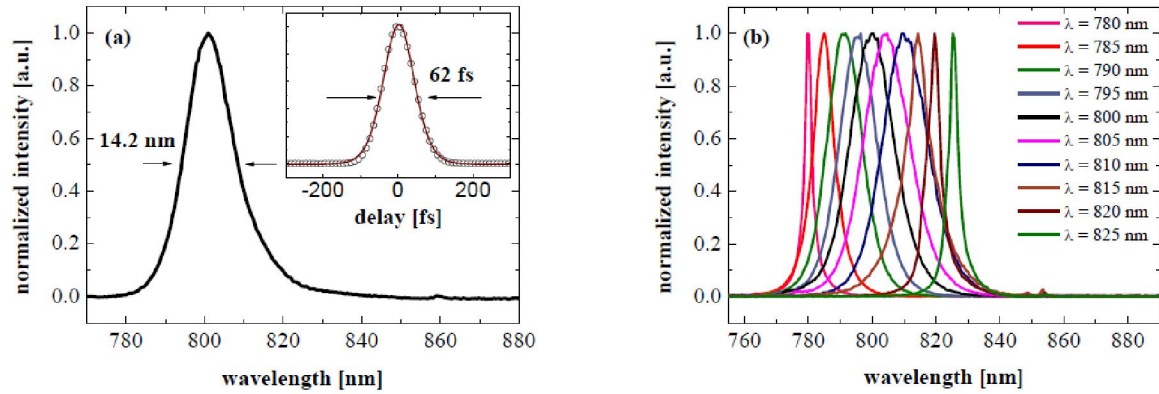 (a)
62 fs
14.2 nm
-200 0 200
delay [fs]
normalized intensity [a.u.]
1.0
0.8
0.6
0.4
0.2
0.0
780 800 820 840 860 880
wavelength [nm]
(b)
λ = 780 nm
λ = 785 nm
λ = 790 nm
λ = 795 nm
λ = 800 nm
λ = 805 nm
λ = 810 nm
λ = 815 nm
λ = 820 nm
λ = 825 nm
normalized intensity [a.u.]
1.0
0.8
0.6
0.4
0.2
0.0
760 780 800 820 840 860 880
wavelength [nm]